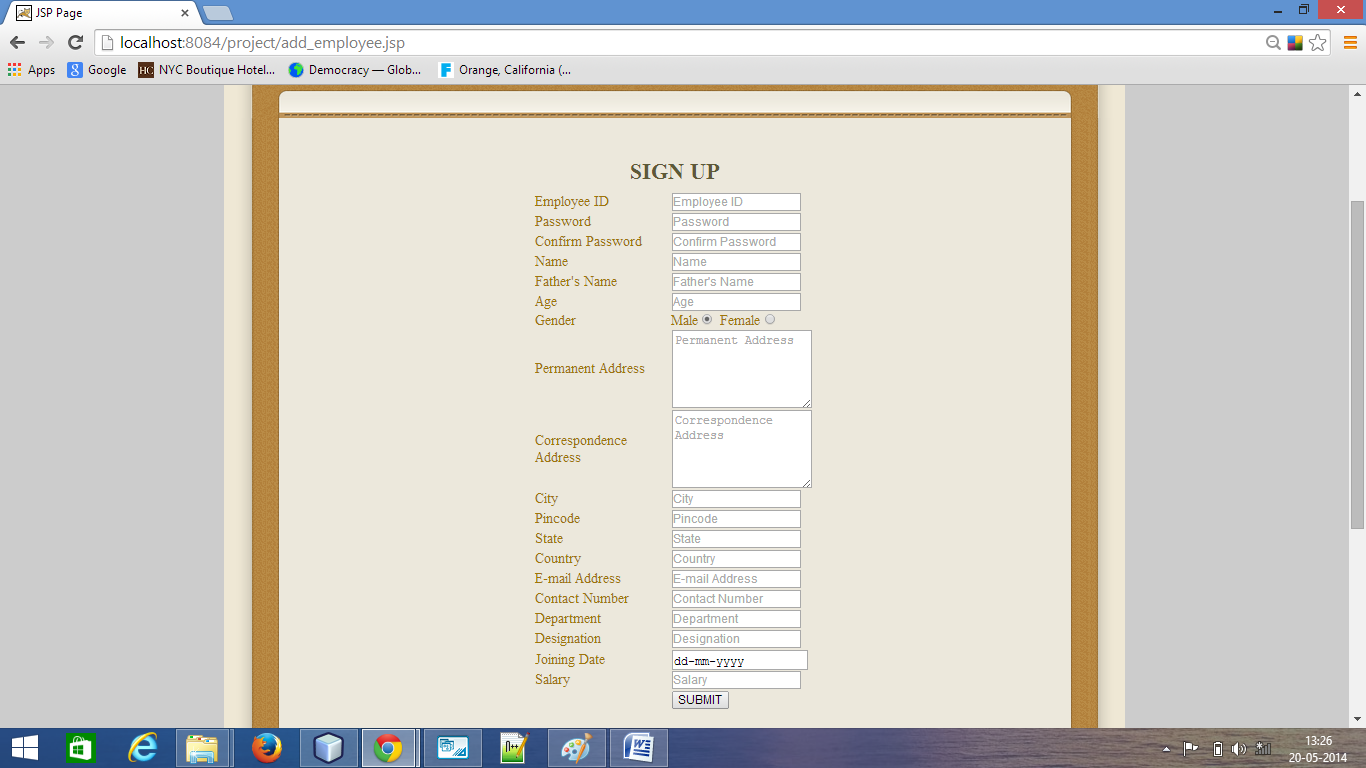 JSP Page
localhost:8084/project/add_employee.jsp
Apps Google NYC Boutique Hotel... Democracy — Glob... Orange, California (...
SIGN UP
Employee ID Employee ID
Password Password
Confirm Password Confirm Password
Name Name
Father's Name Father's Name
Age Age
Gender Male Female
Permanent Address Permanent Address
Correspondence
Address
Correspondence
Address
City City
Pincode Pincode
State State
Country Country
E-mail Address E-mail Address
Contact Number Contact Number
Department Department
Designation Designation
Joining Date dd-mm-yyyy
Salary Salary
SUBMIT
13:26
20-05-2014